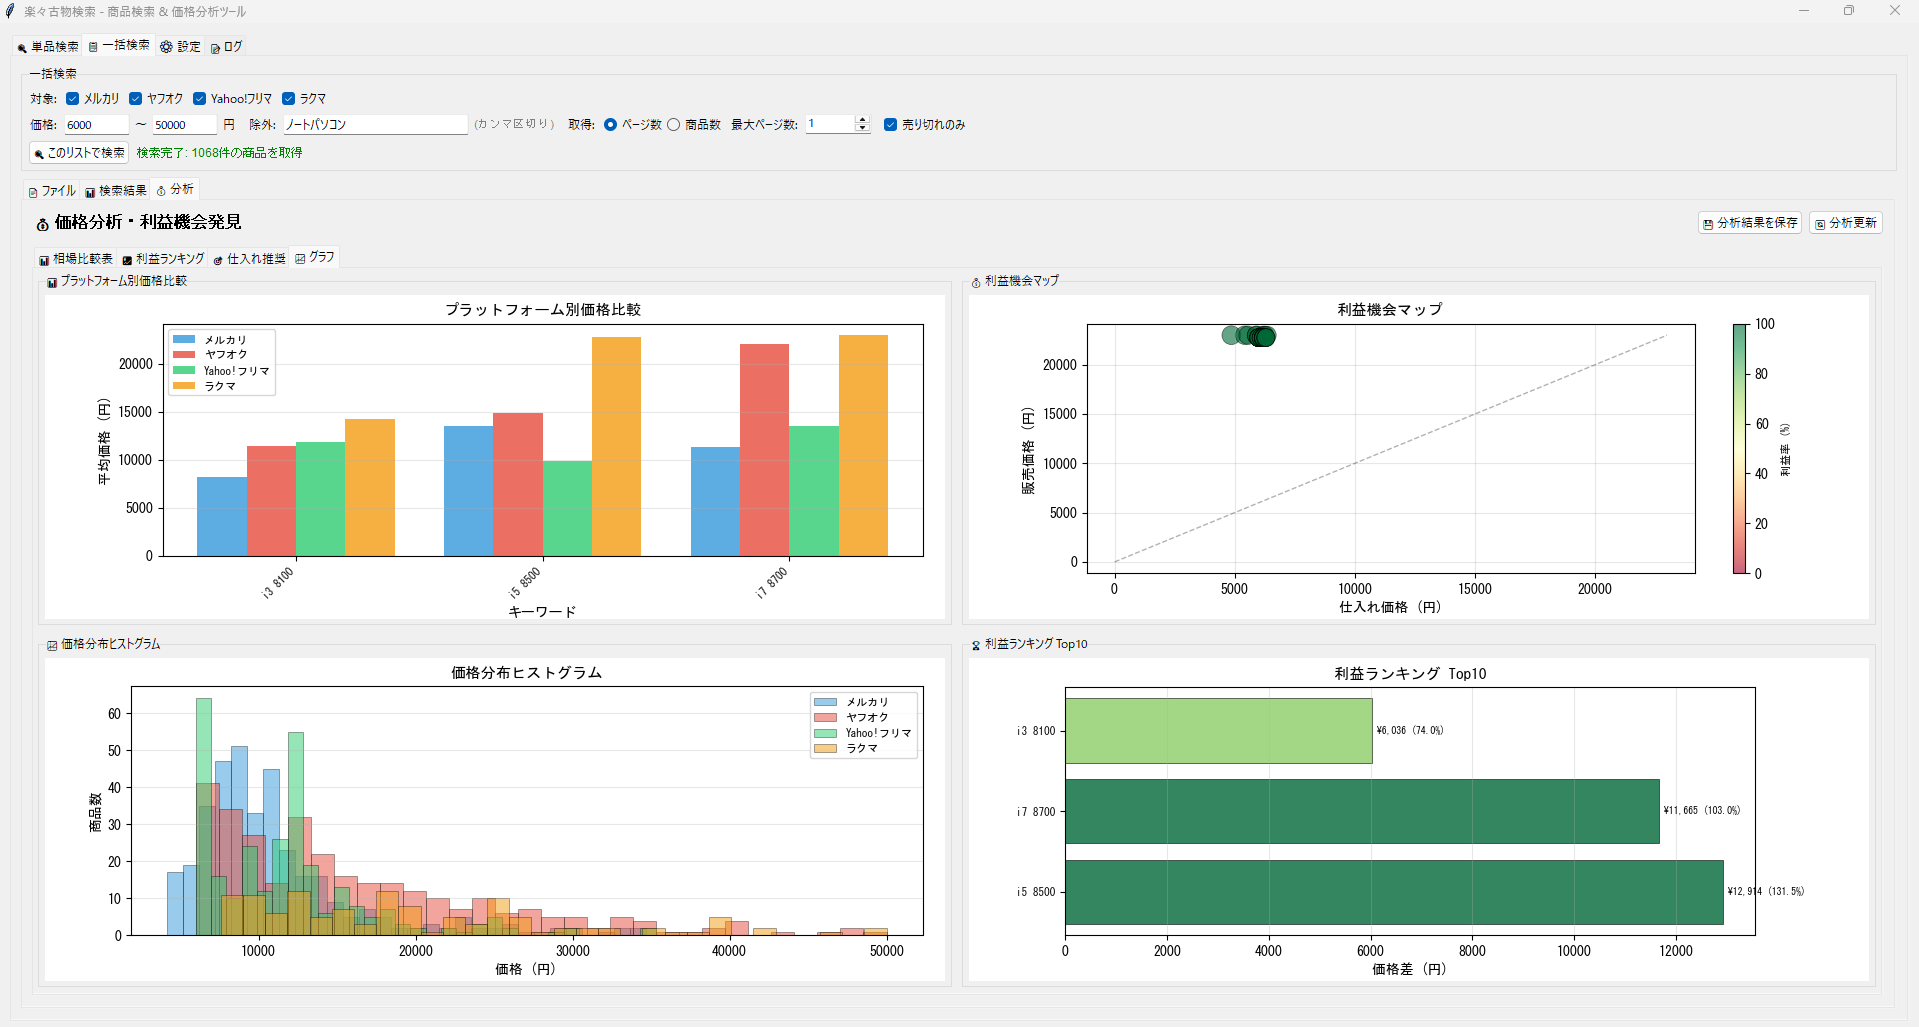 楽々古物検索 - 商品検索 & 価格分析ツール
単品検索 一括検索 設定 ログ
一括検索
対象: メルカリ ヤフオク Yahoo!フリマ ラクマ
価格: 6000 ～ 50000 円 除外: ノートパソコン (カンマ区切り) 取得: ページ数 商品数 最大ページ数: 1 売り切れのみ
このリストで検索 検索完了: 1068件の商品を取得
ファイル 検索結果 分析
価格分析・利益機会発見
分析結果を保存 分析更新
相場比較表 利益ランキング 仕入れ推奨 グラフ
プラットフォーム別価格比較
プラットフォーム別価格比較
メルカリ
ヤフオク
Yahoo!フリマ
ラクマ
平均価格 (円)
20000
15000
10000
5000
0
i3 8100
i5 8500
i7 8700
キーワード
利益機会マップ
利益機会マップ
販売価格 (円)
20000
15000
10000
5000
0
0 5000 10000 15000 20000
仕入れ価格 (円)
100
80
60
40
20
0
利益率 (%)
価格分布ヒストグラム
価格分布ヒストグラム
メルカリ
ヤフオク
Yahoo!フリマ
ラクマ
商品数
60
50
40
30
20
10
0
10000 20000 30000 40000 50000
価格 (円)
利益ランキング Top10
利益ランキング Top10
i3 8100 ¥6,036 (74.0%)
i7 8700 ¥11,665 (103.0%)
i5 8500 ¥12,914 (131.5%)
0 2000 4000 6000 8000 10000 12000
価格差 (円)